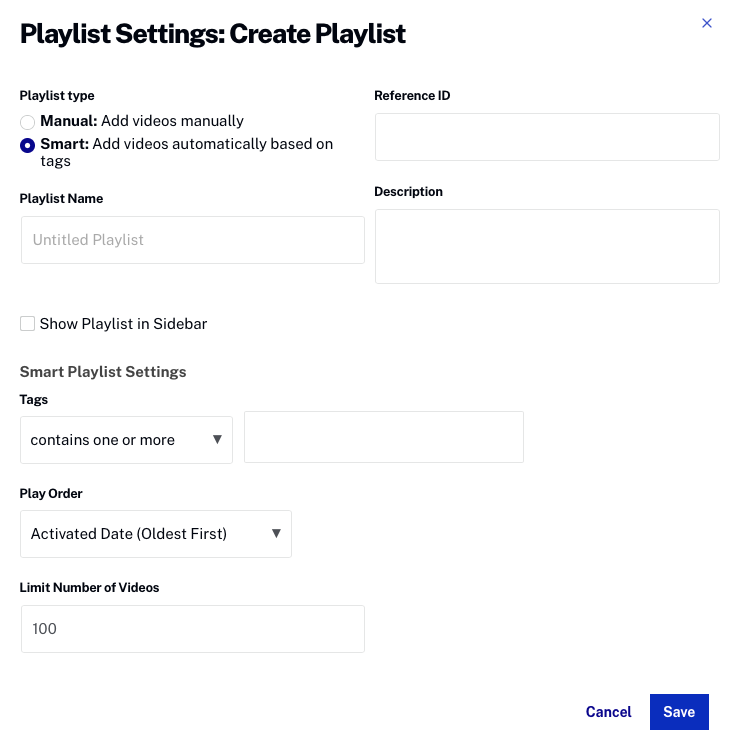 Playlist Settings: Create Playlist
Playlist type
Manual: Add videos manually
Smart: Add videos automatically based on
tags
Reference ID
Playlist Name
Untitled Playlist
Description
Show Playlist in Sidebar
Smart Playlist Settings
Tags
contains one or more
Play Order
Activated Date (Oldest First)
Limit Number of Videos
100
Cancel
Save